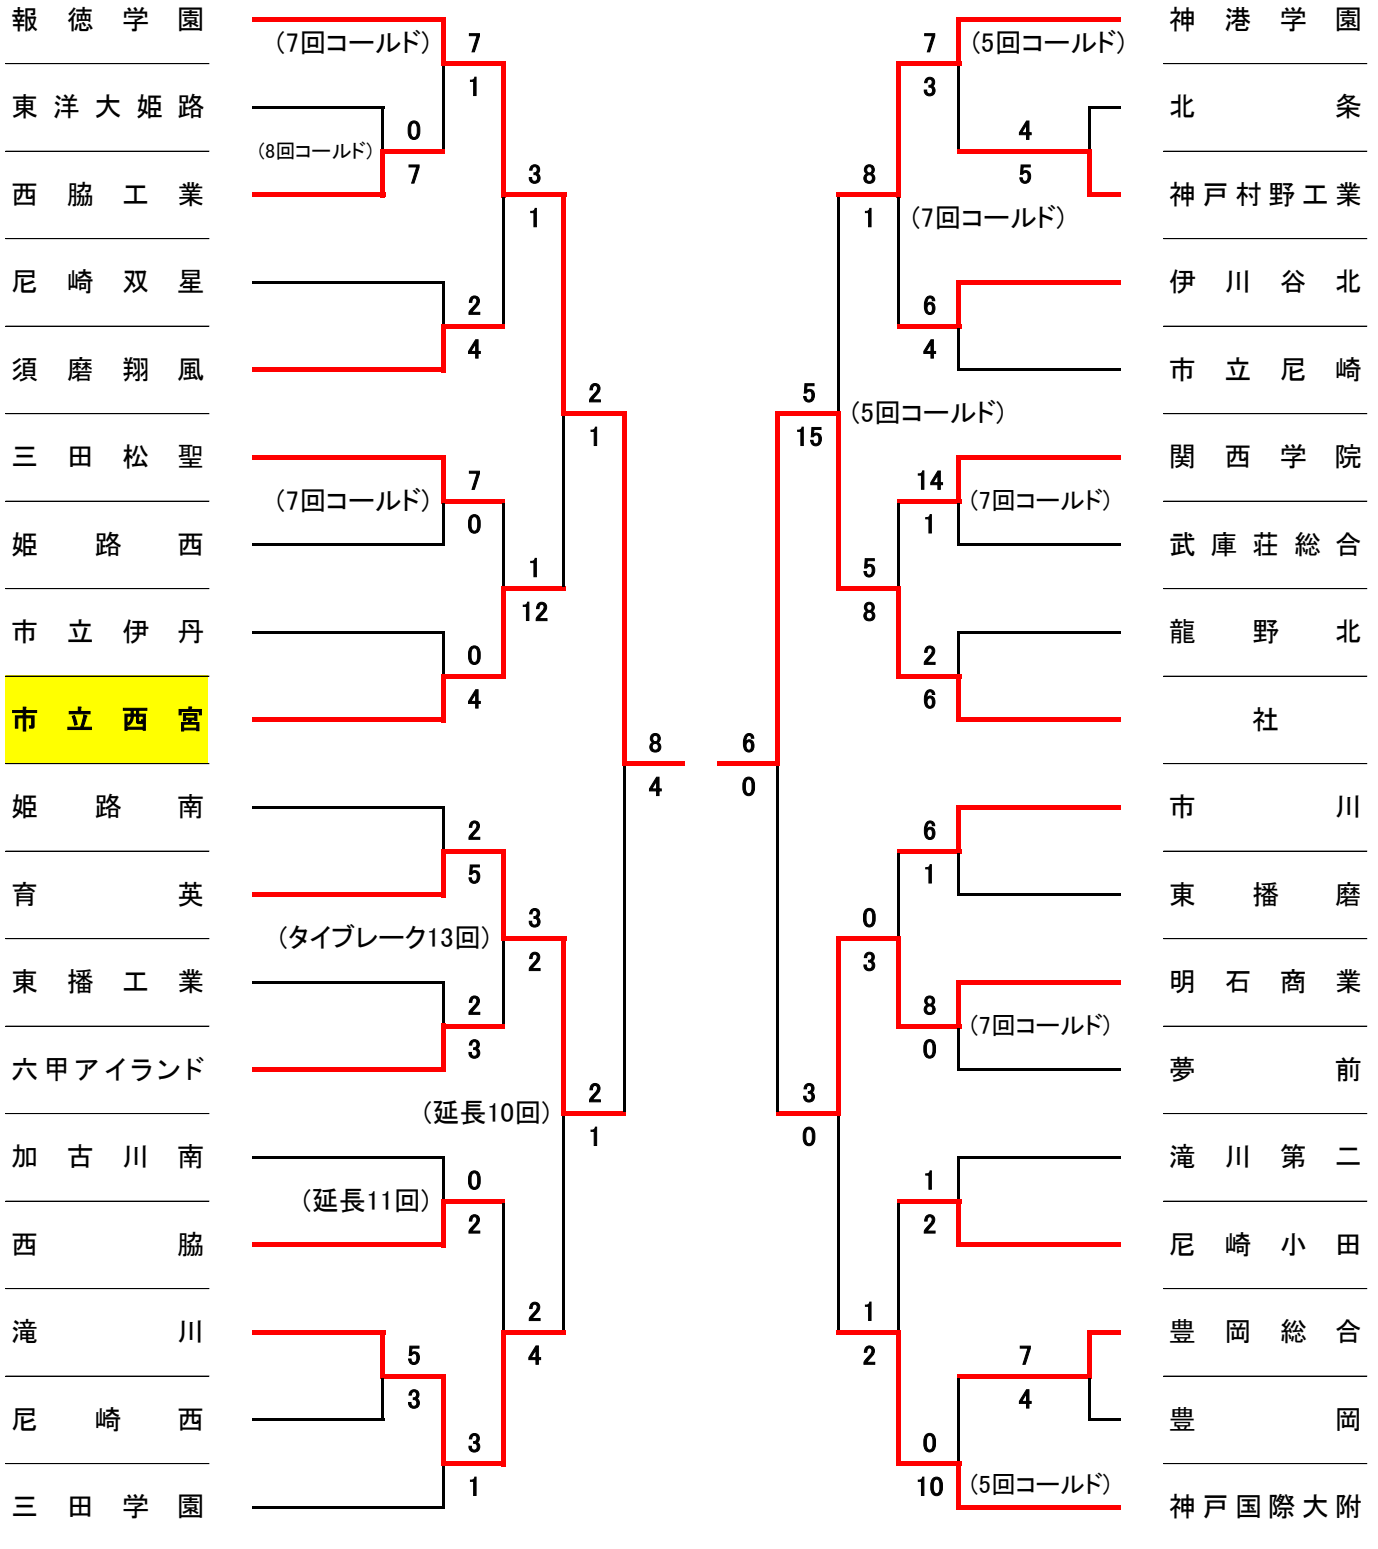 報徳学園
(7回コールド)
7
1
東洋大姫路
(8回コールド)
0
7
西脇工業
3
1
尼崎双星
2
4
須磨翔風
2
1
三田松聖
(7回コールド)
7
0
姫路西
1
12
市立伊丹
0
4
市立西宮
8
4
姫路南
2
5
育英
(タイブレーク13回)
3
2
東播工業
2
3
六甲アイランド
(延長10回)
2
1
加古川南
(延長11回)
0
2
西脇
滝川
2
4
5
3
尼崎西
3
1
三田学園
神港学園
7
3
(5回コールド)
北条
4
5
神戸村野工業
8
1
(7回コールド)
伊川谷北
6
4
市立尼崎
5
15
(5回コールド)
関西学院
14
1
(7回コールド)
武庫荘総合
5
8
龍野北
2
6
社
6
0
市川
6
1
東播磨
0
3
明石商業
8
0
(7回コールド)
夢前
3
0
滝川第二
1
2
尼崎小田
豊岡総合
1
2
7
4
豊岡
0
10
(5回コールド)
神戸国際大附